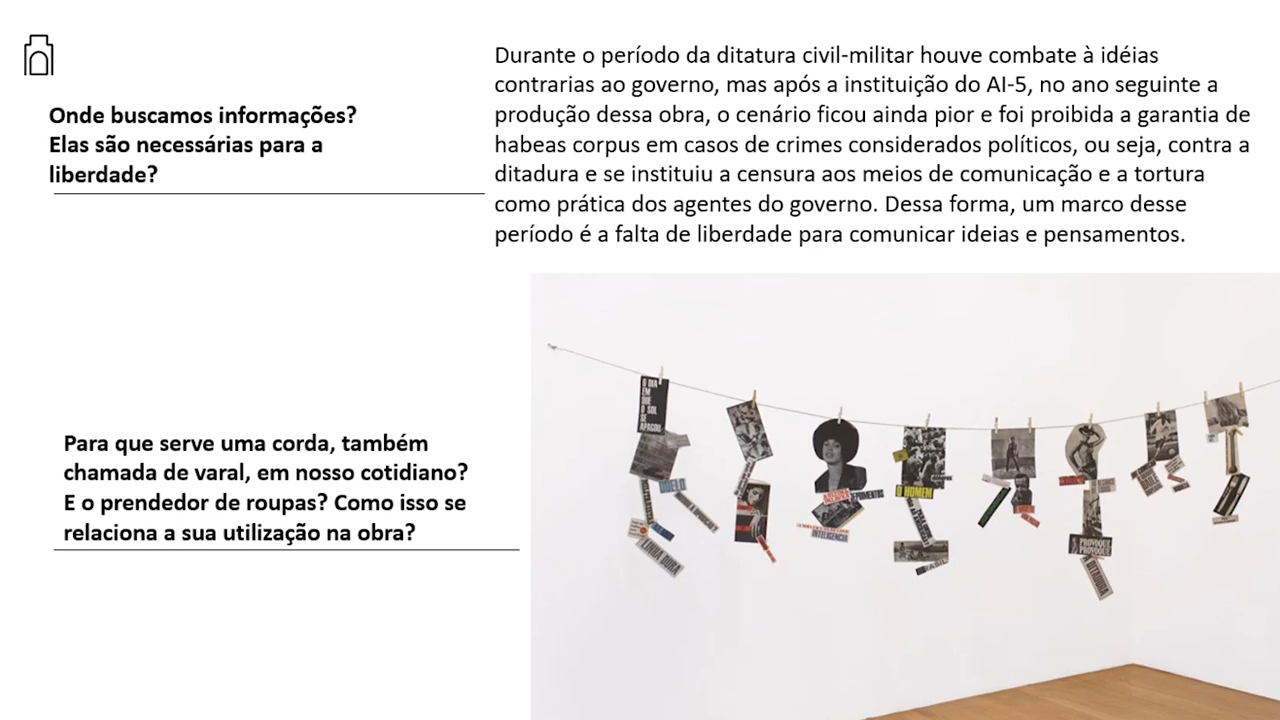 Onde buscamos informações?
Elas são necessárias para a
liberdade?
Durante o período da ditatura civil-militar houve combate à idéias
contrarias ao governo, mas após a instituição do AI-5, no ano seguinte a
produção dessa obra, o cenário ficou ainda pior e foi proibida a garantia de
habeas corpus em casos de crimes considerados políticos, ou seja, contra a
ditadura e se instituiu a censura aos meios de comunicação e a tortura
como prática dos agentes do governo. Dessa forma, um marco desse
período é a falta de liberdade para comunicar ideias e pensamentos.
Para que serve uma corda, também
chamada de varal, em nosso cotidiano?
E o prendedor de roupas? Como isso se
relaciona a sua utilização na obra?
O DIA
EM
QUE
O SOL
SE
APAGOU
DUELO
INTELIGENCIA
O HOMEM
PROVOQUE
PROVOQUE